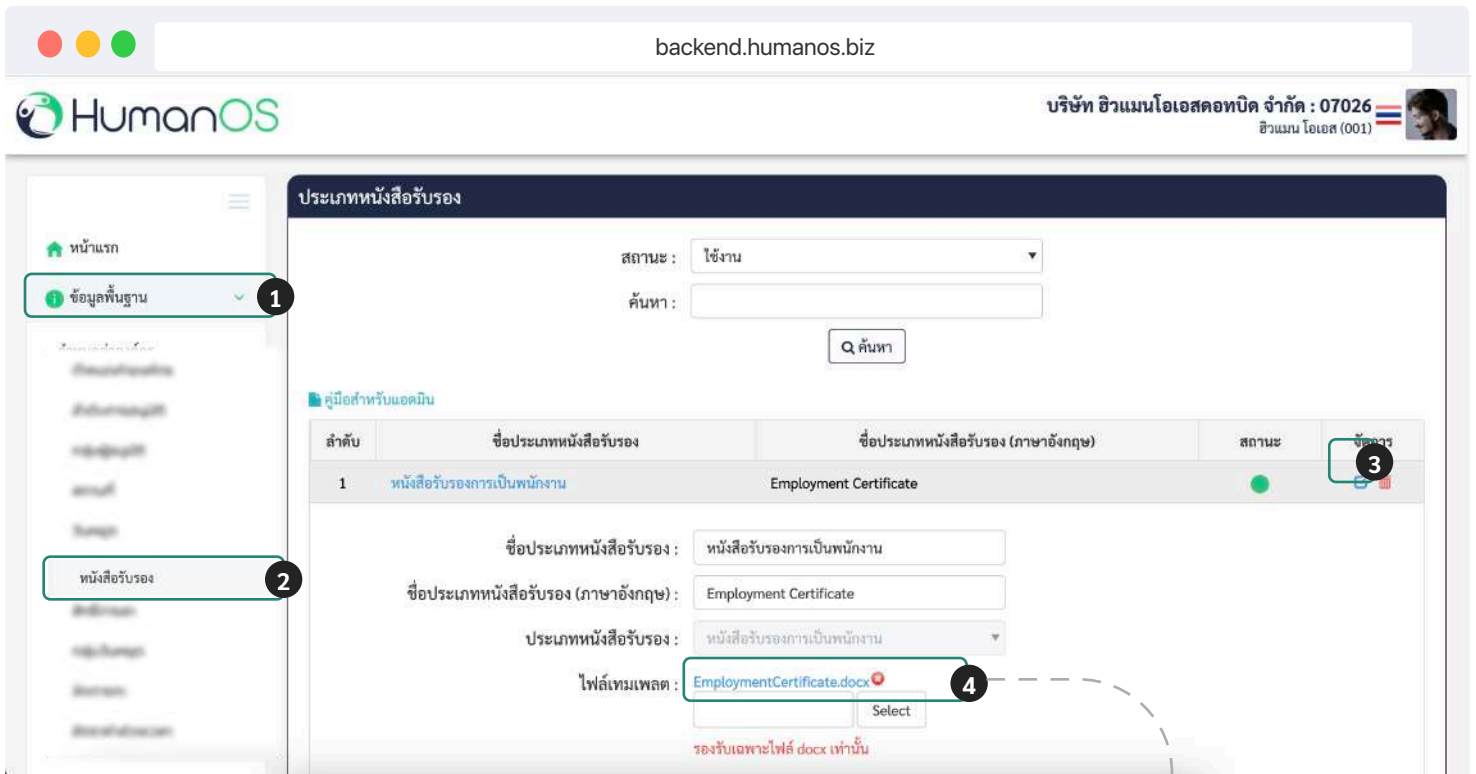 backend.humanos.biz
HumanOS
บริษัท ฮิวแมนโอเอสดอทบิด จำกัด : 07026
ฮิวแมน โอเอส (001)
ประเภทหนังสือรับรอง
หน้าแรก
ข้อมูลพื้นฐาน
1
สถานะ : ใช้งาน
ค้นหา :
ค้นหา
คู่มือสำหรับแอดมิน
ลำดับ ชื่อประเภทหนังสือรับรอง ชื่อประเภทหนังสือรับรอง (ภาษาอังกฤษ) สถานะ จัดการ
3
1 หนังสือรับรองการเป็นพนักงาน Employment Certificate
ชื่อประเภทหนังสือรับรอง : หนังสือรับรองการเป็นพนักงาน
หนังสือรับรอง
2
ชื่อประเภทหนังสือรับรอง (ภาษาอังกฤษ) : Employment Certificate
ประเภทหนังสือรับรอง : หนังสือรับรองการเป็นพนักงาน
ไฟล์เทมเพลต : EmploymentCertificate.docx
4
Select
รองรับเฉพาะไฟล์ docx เท่านั้น